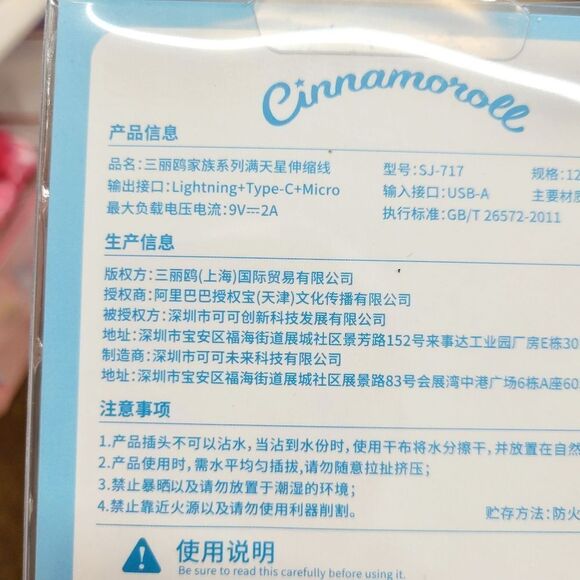 Cinnamoroll
产品信息
品名:三丽鸥家族系列满天星伸缩线 型号:SJ-717 规格:12
输出接口:Lightning+Type-C+Micro 输入接口:USB-A 主要材质
最大负载电压电流:9V⎓2A 执行标准:GB/T 26572-2011
生产信息
版权方:三丽鸥(上海)国际贸易有限公司
授权商:阿里巴巴授权宝(天津)文化传播有限公司
被授权方:深圳市可可创新科技发展有限公司
地址:深圳市宝安区福海街道展城社区景芳路152号来事达工业园厂房E栋30
制造商:深圳市可可未来科技有限公司
地址:深圳市宝安区福海街道展城社区展景路83号会展湾中港广场6栋A座60
注意事项
1.产品插头不可以沾水,当沾到水份时,使用干布将水分擦干,并放置在自然
2.产品使用时,需水平均匀插拔,请勿随意拉扯挤压;
3.禁止暴晒以及请勿放置于潮湿的环境;
4.禁止靠近火源以及请勿使用利器削割。 贮存方法:防火
使用说明
Be sure to read this carefully before using it.